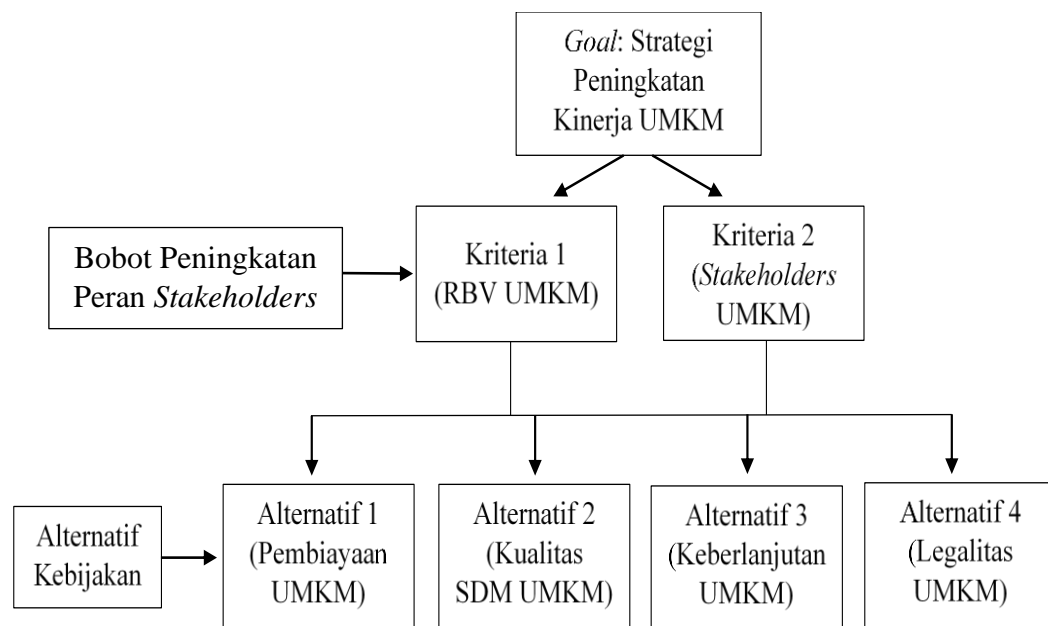 Goal: Strategi
Peningkatan
Kinerja UMKM
Bobot Peningkatan
Peran Stakeholders
Kriteria 1
(RBV UMKM)
Kriteria 2
(Stakeholders
UMKM)
Alternatif
Kebijakan
Alternatif 1
(Pembiayaan
UMKM)
Alternatif 2
(Kualitas
SDM UMKM)
Alternatif 3
(Keberlanjutan
UMKM)
Alternatif 4
(Legalitas
UMKM)